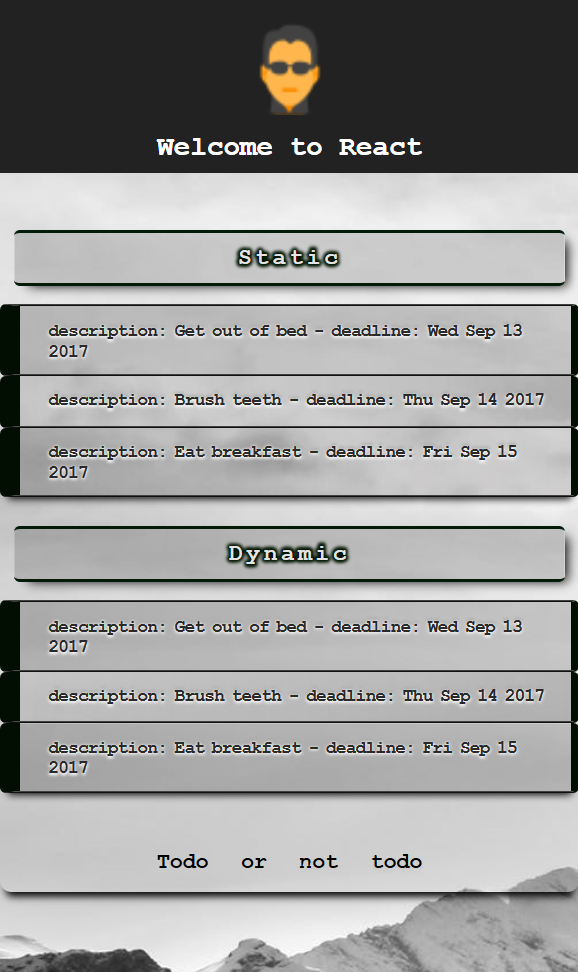 Welcome to React
Static
description: Get out of bed - deadline: Wed Sep 13
2017
description: Brush teeth - deadline: Thu Sep 14 2017
description: Eat breakfast - deadline: Fri Sep 15
2017
Dynamic
description: Get out of bed - deadline: Wed Sep 13
2017
description: Brush teeth - deadline: Thu Sep 14 2017
description: Eat breakfast - deadline: Fri Sep 15
2017
Todo or not todo